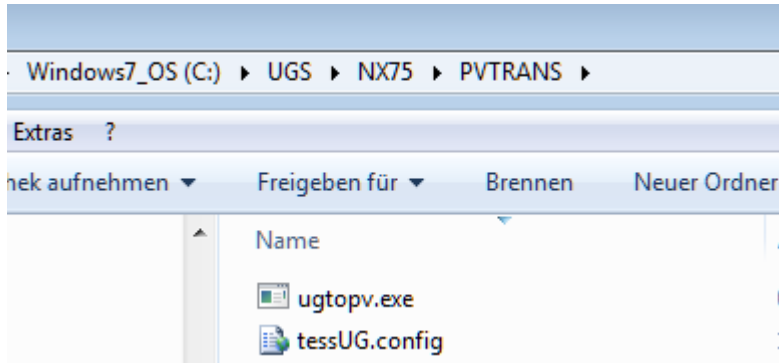 Windows7_OS (C:) ▸ UGS ▸ NX75 ▸ PVTRANS ▸
Extras ?
hek aufnehmen Freigeben für Brennen Neuer Ordner
Name
ugtopv.exe
tessUG.config